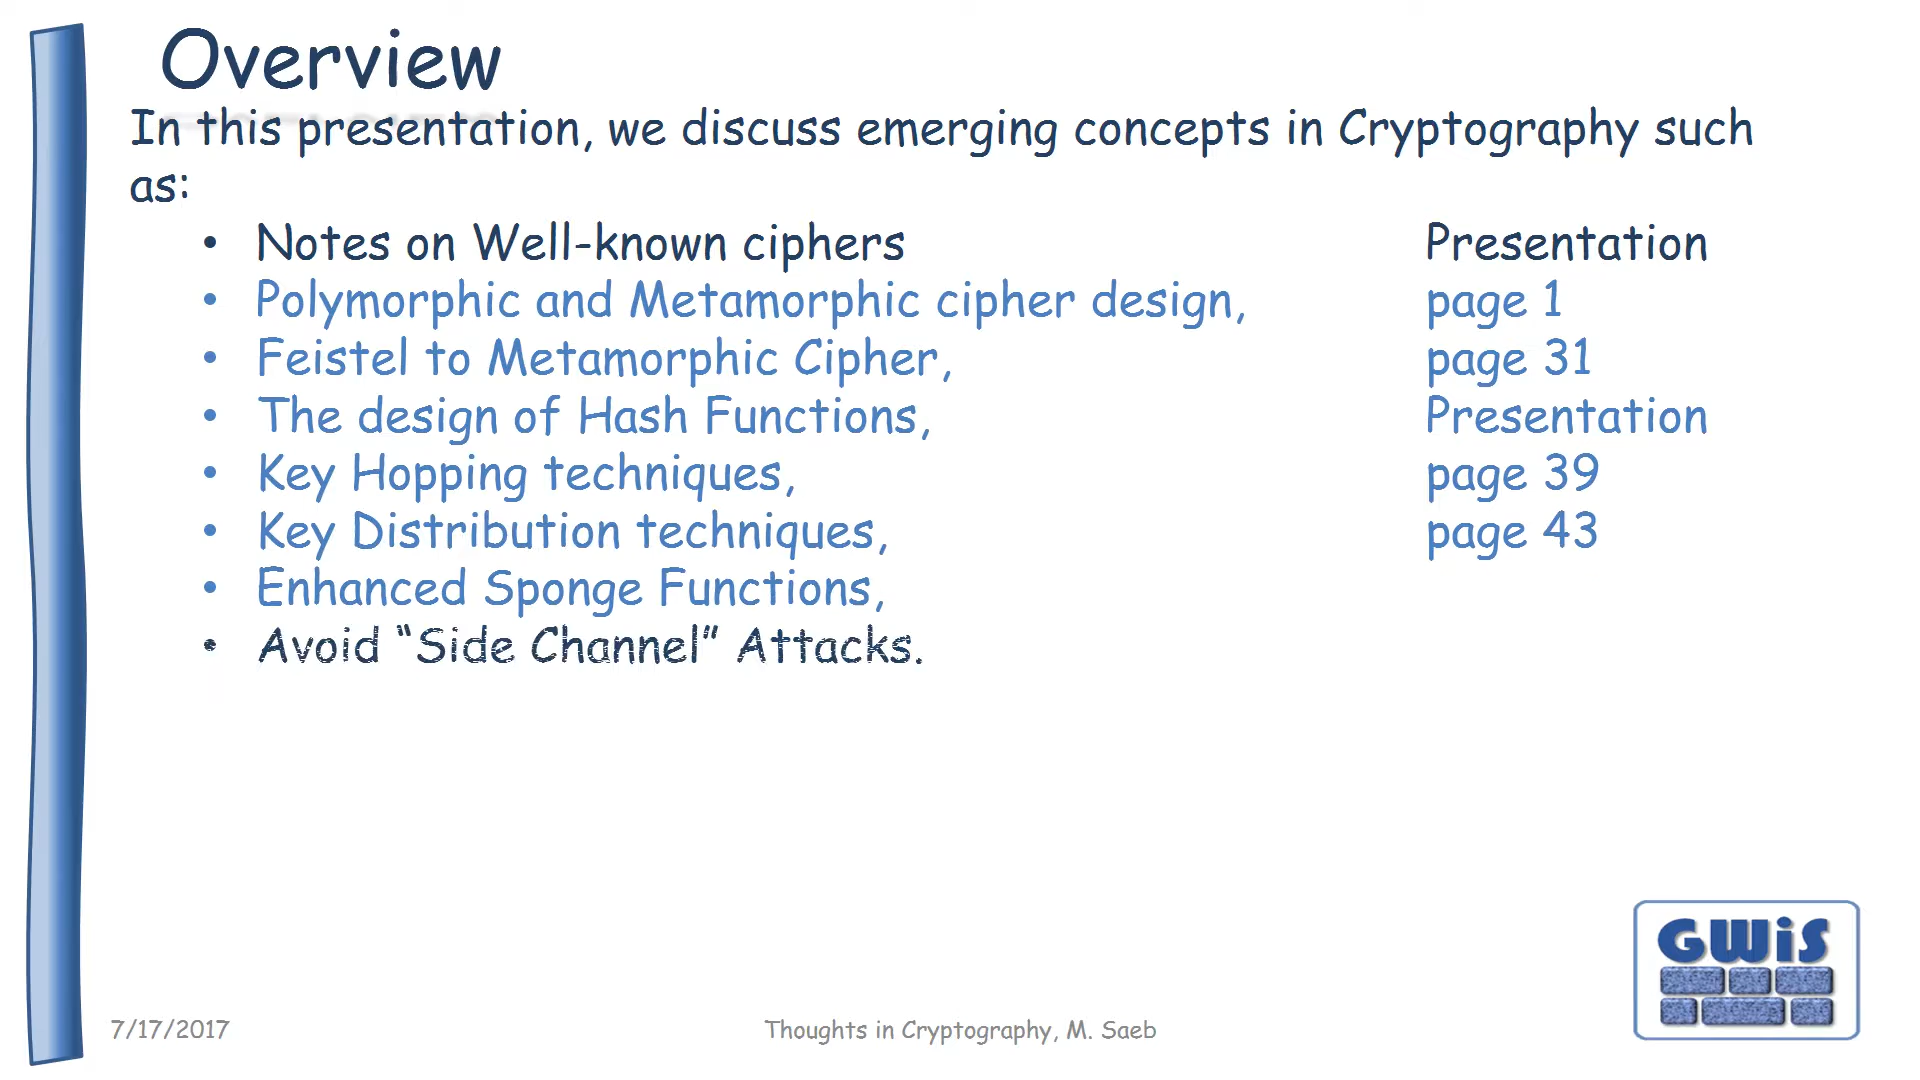 Overview
In this presentation, we discuss emerging concepts in Cryptography such
as:
• Notes on Well-known ciphers Presentation
• Polymorphic and Metamorphic cipher design, page 1
• Feistel to Metamorphic Cipher, page 31
• The design of Hash Functions, Presentation
• Key Hopping techniques, page 39
• Key Distribution techniques, page 43
• Enhanced Sponge Functions,
• Avoid “Side Channel” Attacks.
GWiS
7/17/2017 Thoughts in Cryptography, M. Saeb